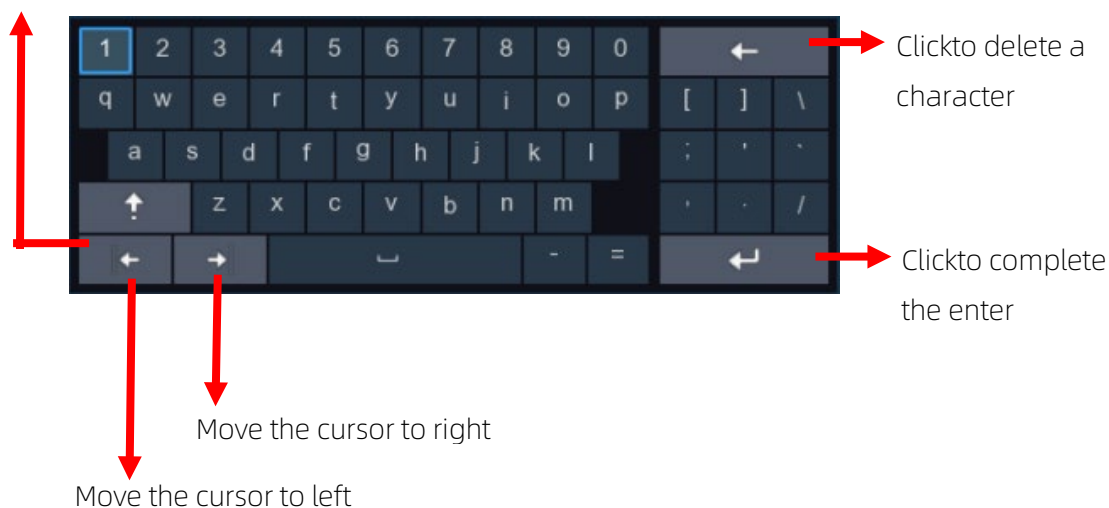 1 2 3 4 5 6 7 8 9 0
Clickto delete a
q w e r t y u i o p [ ] \
character
a s d f g h j k l ; ' `
z x c v b n m , . /
- =
Clickto complete
the enter
Move the cursor to right
Move the cursor to left